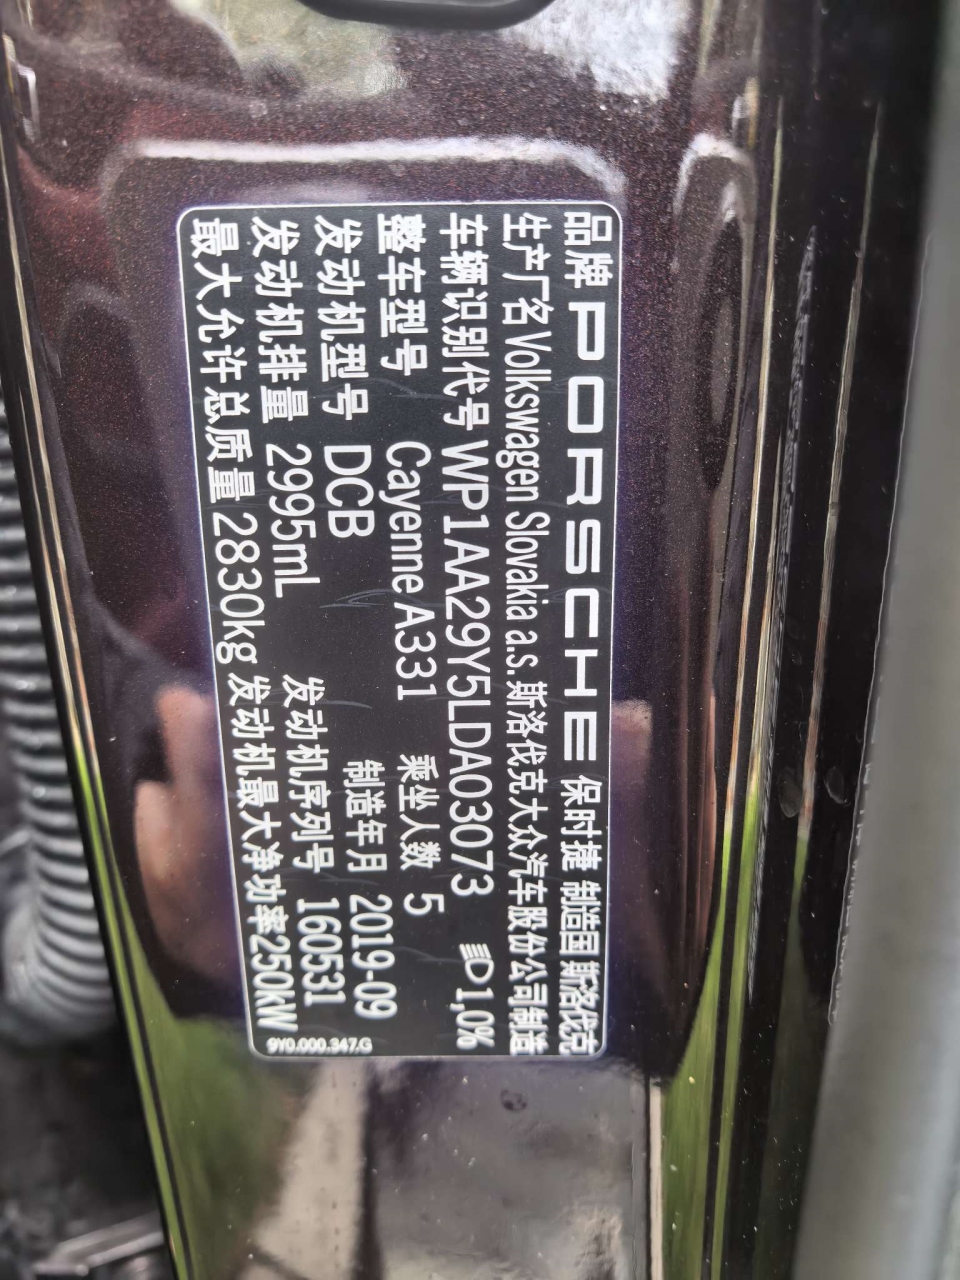 品牌 PORSCHE 保时捷 制造国 斯洛伐克
生产厂名 Volkswagen Slovakia a.s. 斯洛伐克大众汽车股份公司制造
车辆识别代号 WP1AA29Y5LDA03073 1,0%
整车型号 Cayenne A331 乘坐人数 5
发动机型号 DCB 制造年月 2019-09
发动机排量 2995mL 发动机序列号 160531
最大允许总质量 2830kg 发动机最大净功率250kW
9Y0.000.347.G